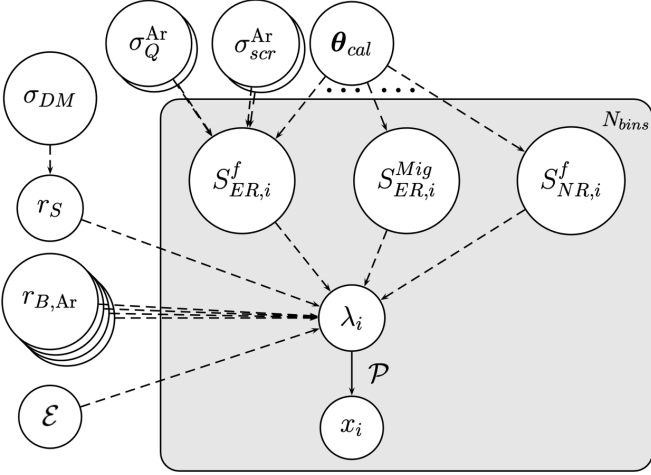 σ_Q^Ar
σ_scr^Ar
θ_cal
σ_DM
N_bins
S_ER,i^f
S_ER,i^Mig
S_NR,i^f
r_S
r_B,Ar
λ_i
𝒫
ℰ
x_i